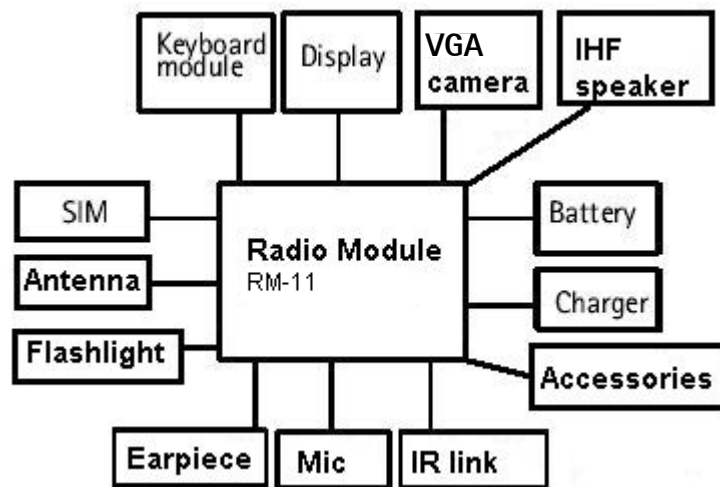 Keyboard
module
Display
VGA
camera
IHF
speaker
SIM
Antenna
Flashlight
Radio Module
RM-11
Battery
Charger
Accessories
Earpiece
Mic
IR link